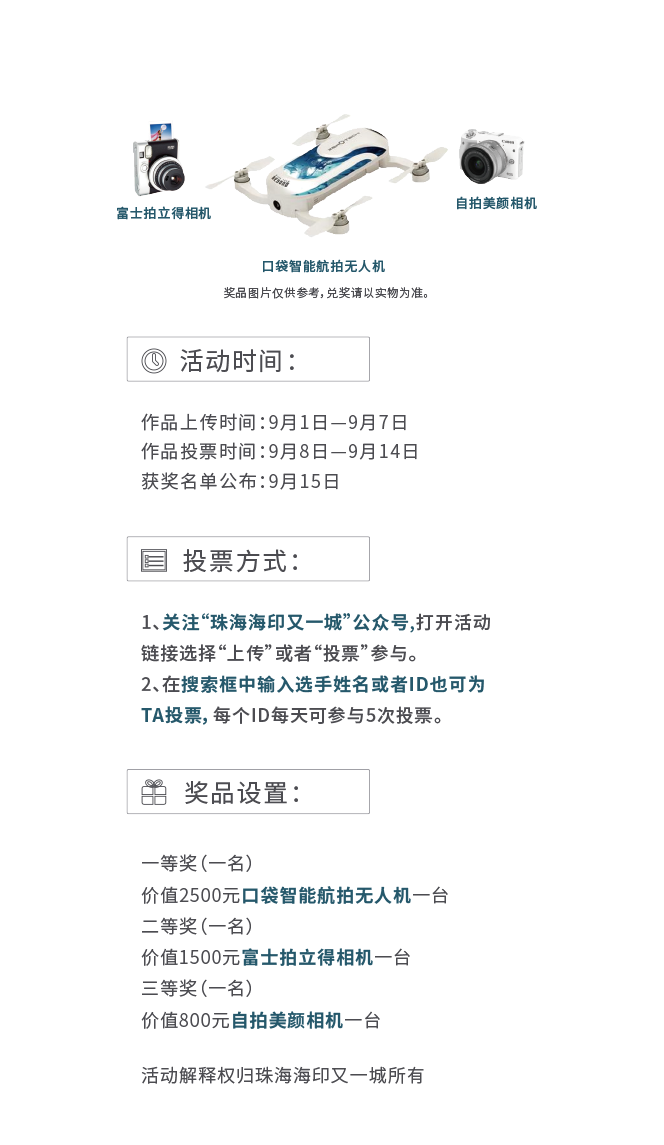 富士拍立得相机
自拍美颜相机
口袋智能航拍无人机
奖品图片仅供参考，兑奖请以实物为准。
活动时间：
作品上传时间：9月1日—9月7日
作品投票时间：9月8日—9月14日
获奖名单公布：9月15日
投票方式：
1、关注“珠海海印又一城”公众号,打开活动
链接选择“上传”或者“投票”参与。
2、在搜索框中输入选手姓名或者ID也可为
TA投票，每个ID每天可参与5次投票。
奖品设置：
一等奖（一名）
价值2500元口袋智能航拍无人机一台
二等奖（一名）
价值1500元富士拍立得相机一台
三等奖（一名）
价值800元自拍美颜相机一台
活动解释权归珠海海印又一城所有